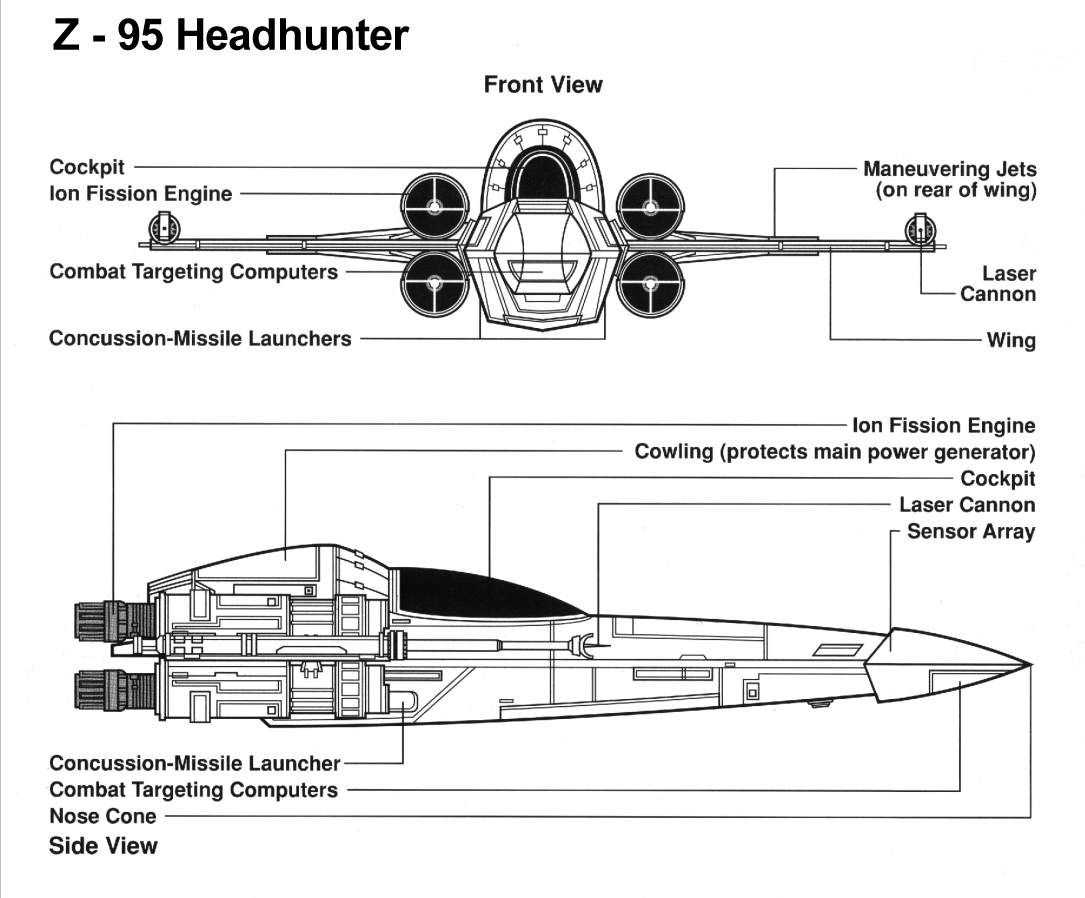 Z - 95 Headhunter
Front View
Cockpit
Ion Fission Engine
Combat Targeting Computers
Concussion-Missile Launchers
Maneuvering Jets
(on rear of wing)
Laser
Cannon
Wing
Ion Fission Engine
Cowling (protects main power generator)
Cockpit
Laser Cannon
Sensor Array
Concussion-Missile Launcher
Combat Targeting Computers
Nose Cone
Side View